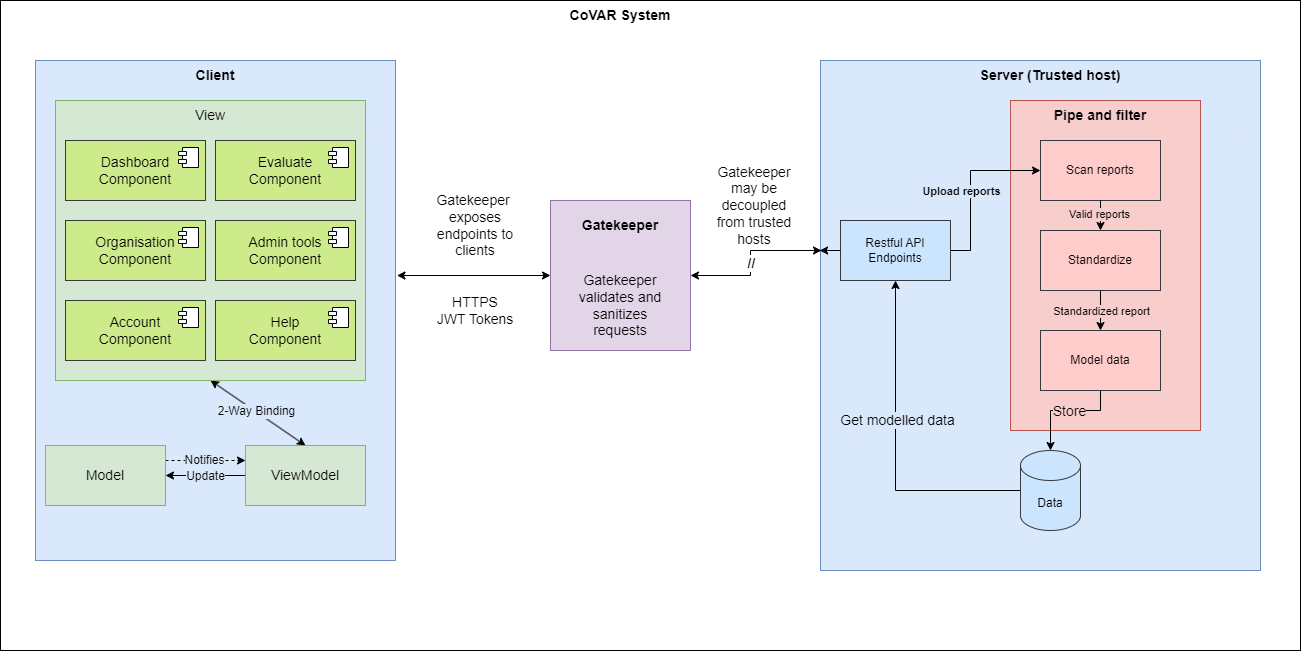 CoVAR System
Client
View
Dashboard
Component
Evaluate
Component
Organisation
Component
Admin tools
Component
Account
Component
Help
Component
2-Way Binding
Model
Notifies
Update
ViewModel
Gatekeeper
exposes
endpoints to
clients
HTTPS
JWT Tokens
Gatekeeper
Gatekeeper
validates and
sanitizes
requests
Gatekeeper
may be
decoupled
from trusted
hosts
//
Server (Trusted host)
Restful API
Endpoints
Upload reports
Get modelled data
Pipe and filter
Scan reports
Valid reports
Standardize
Standardized report
Model data
Store
Data